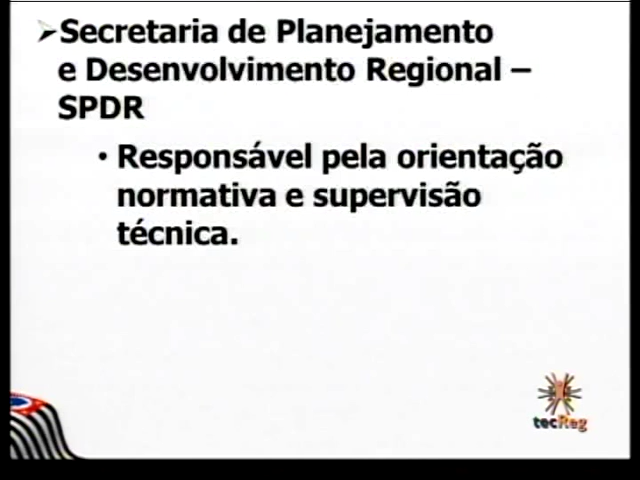 ➢Secretaria de Planejamento
e Desenvolvimento Regional –
SPDR
• Responsável pela orientação
normativa e supervisão
técnica.
tecReg